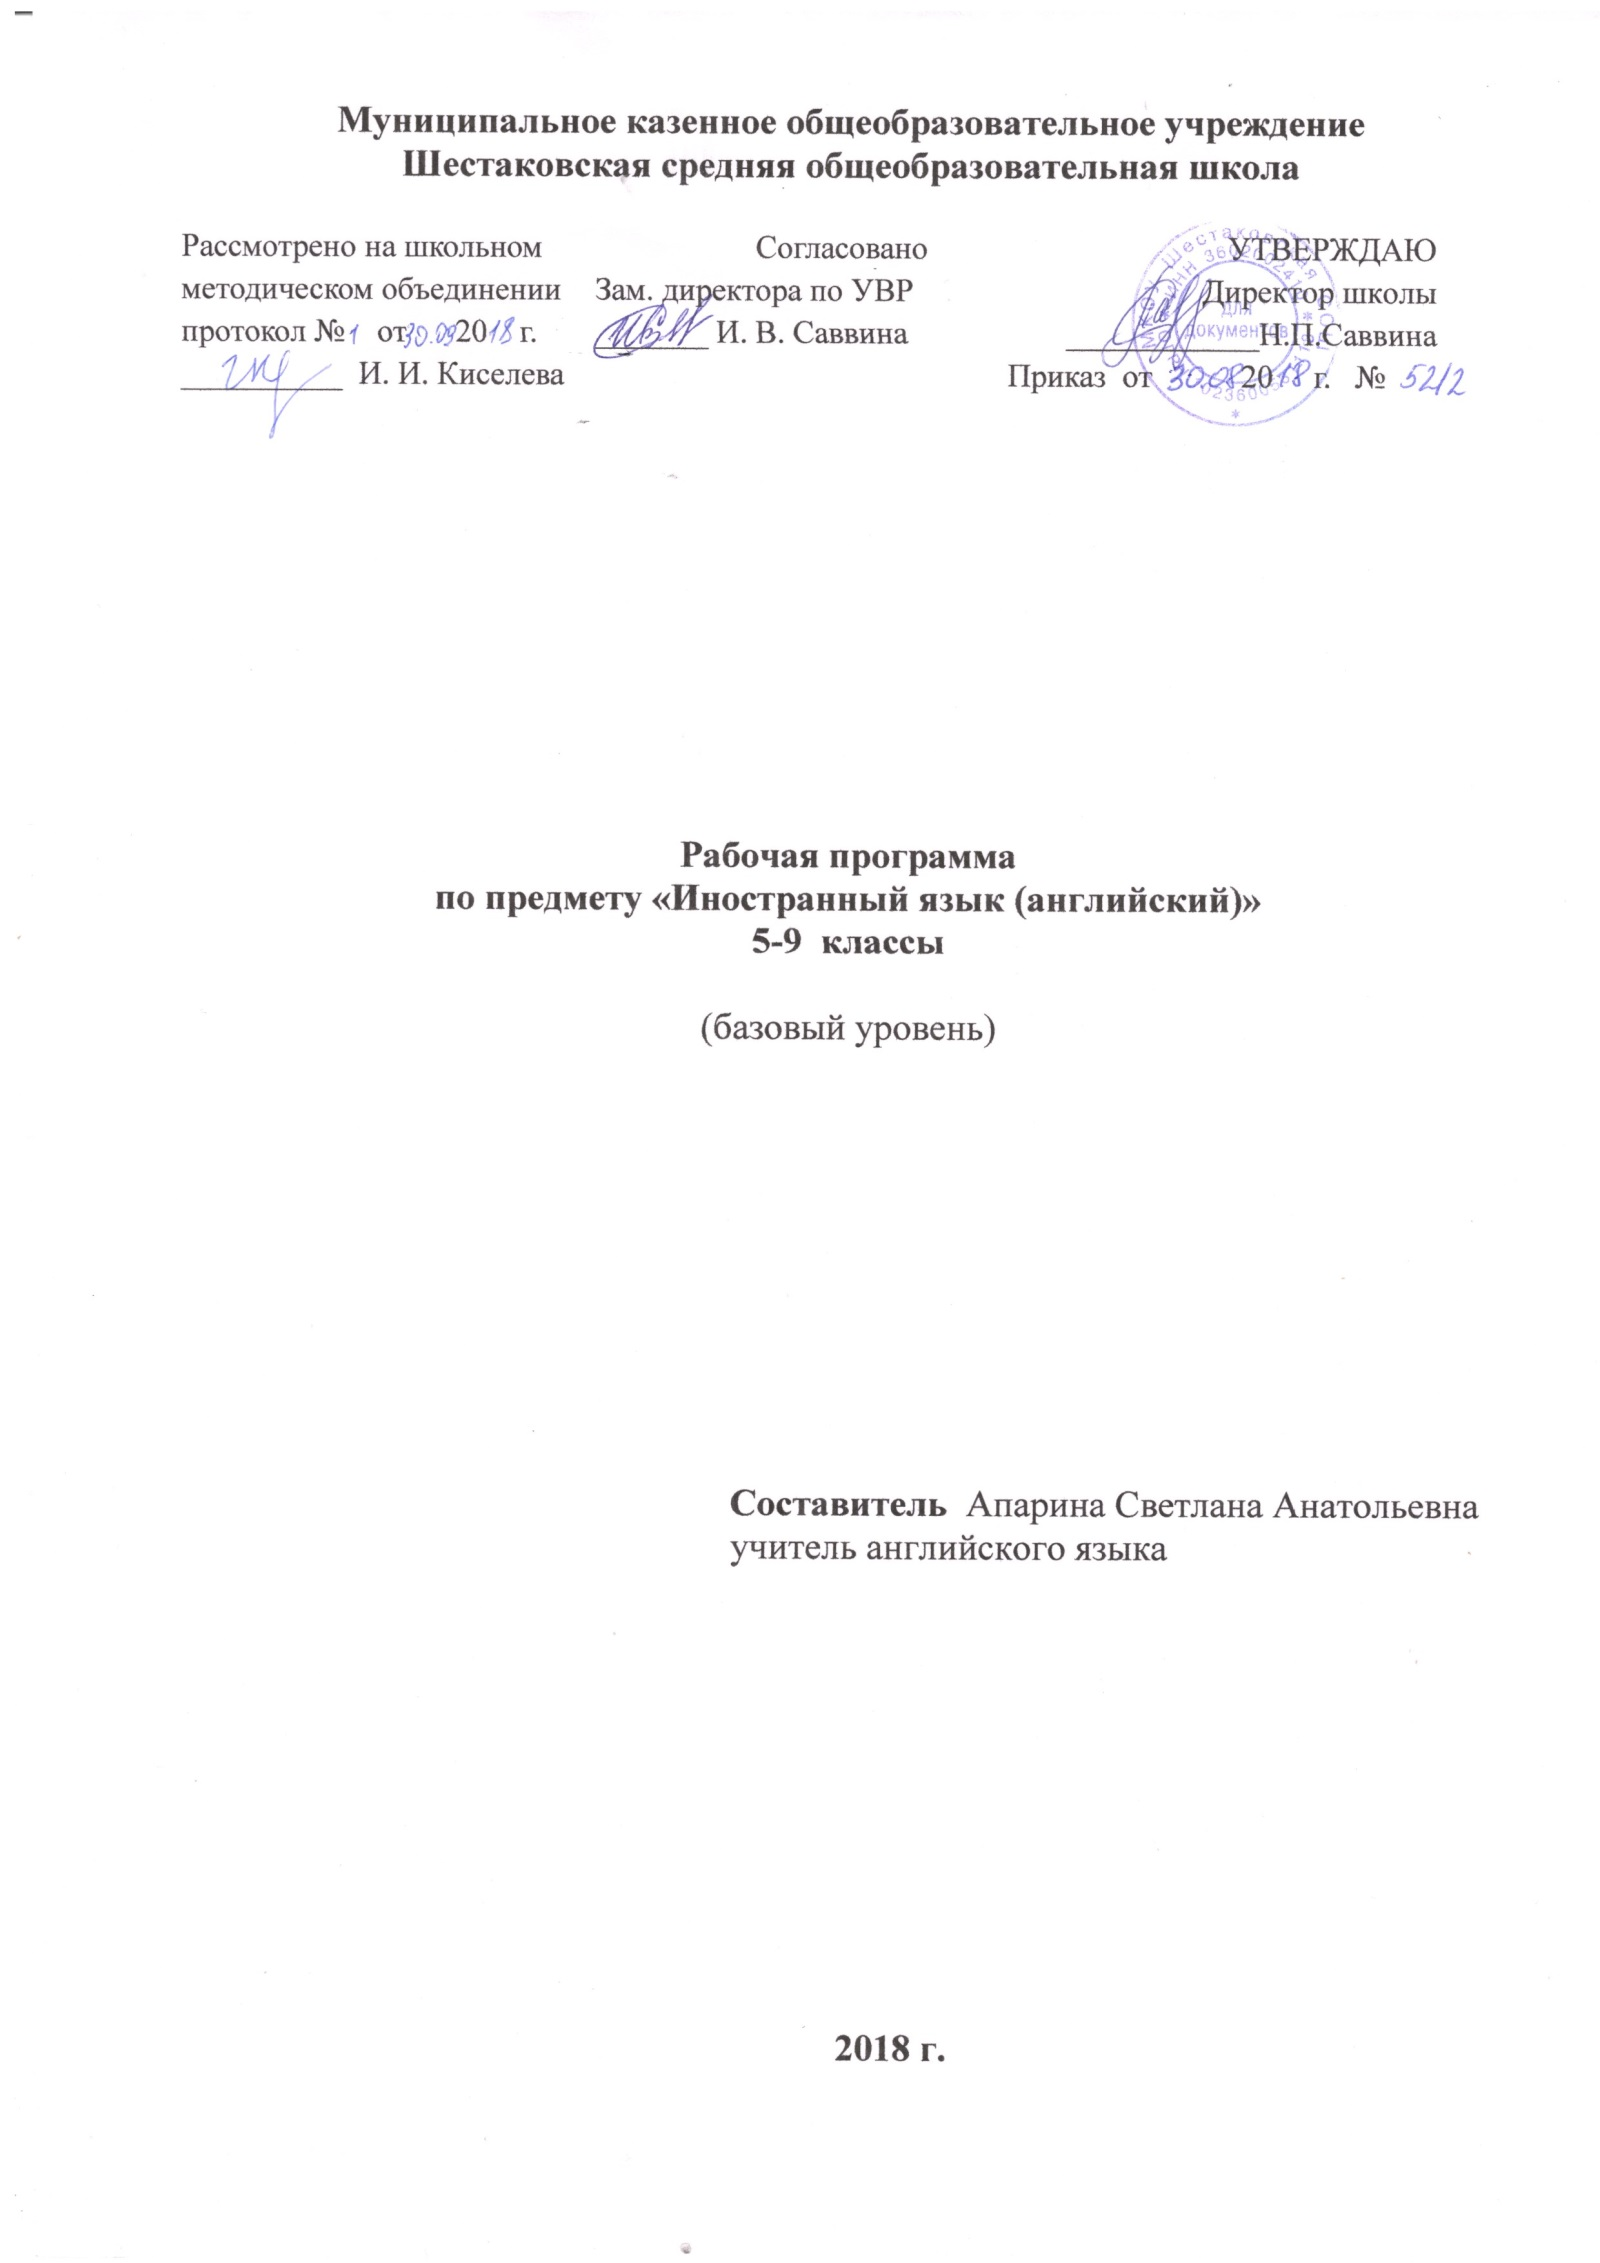 Муниципальное казенное общеобразовательное учреждение
Шестаковская средняя общеобразовательная школа
Рассмотрено на школьном
методическом объединении
протокол №1 от 30.08 2018 г.
И. И. Киселева
Согласовано
Зам. директора по УВР
И. В. Саввина
УТВЕРЖДАЮ
Директор школы
Н.П.Саввина
Приказ от 30.08 2018 г. № 52/2
для
документов
Рабочая программа
по предмету «Иностранный язык (английский)»
5-9 классы
(базовый уровень)
Составитель Апарина Светлана Анатольевна
учитель английского языка
2018 г.